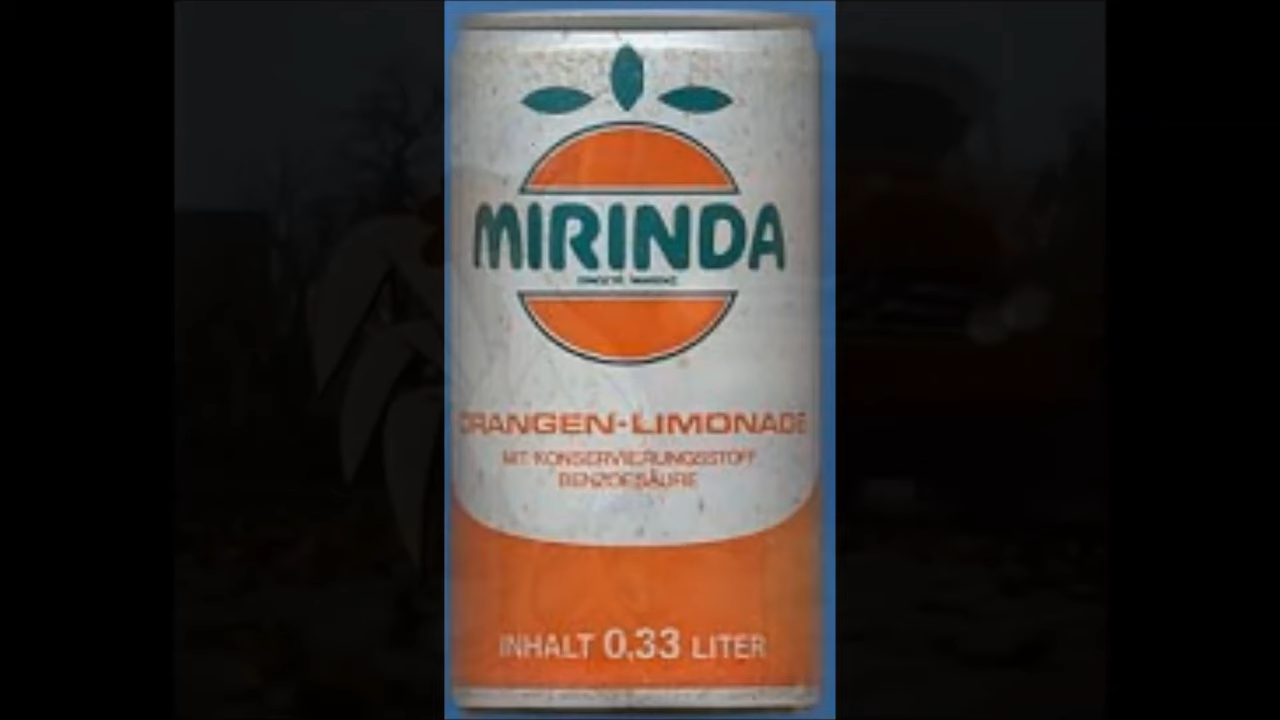 MIRINDA
ORANGEN-LIMONADE
MIT KONSERVIERUNGSSTOFF
BENZOESÄURE
INHALT 0,33 LITER